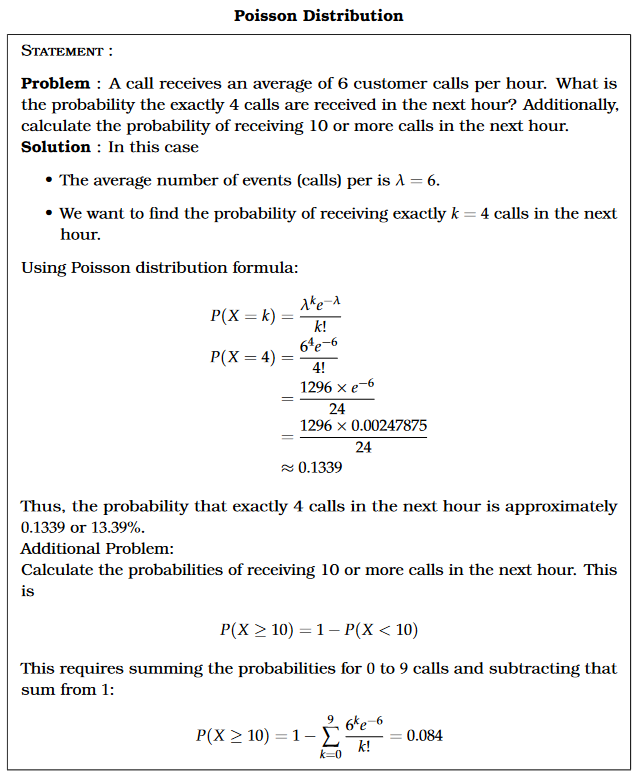 Poisson Distribution
STATEMENT :
Problem : A call receives an average of 6 customer calls per hour. What is
the probability the exactly 4 calls are received in the next hour? Additionally,
calculate the probability of receiving 10 or more calls in the next hour.
Solution : In this case
• The average number of events (calls) per is λ = 6.
• We want to find the probability of receiving exactly k = 4 calls in the next
hour.
Using Poisson distribution formula:
P(X = k) = \frac{λ^k e^{−λ}}{k!}
P(X = 4) = \frac{6^4 e^{−6}}{4!}
= \frac{1296 × e^{−6}}{24}
= \frac{1296 × 0.00247875}{24}
≈ 0.1339
Thus, the probability that exactly 4 calls in the next hour is approximately
0.1339 or 13.39%.
Additional Problem:
Calculate the probabilities of receiving 10 or more calls in the next hour. This
is
P(X ≥ 10) = 1 − P(X < 10)
This requires summing the probabilities for 0 to 9 calls and subtracting that
sum from 1:
P(X ≥ 10) = 1 − \sum_{k=0}^{9} \frac{6^k e^{−6}}{k!} = 0.084